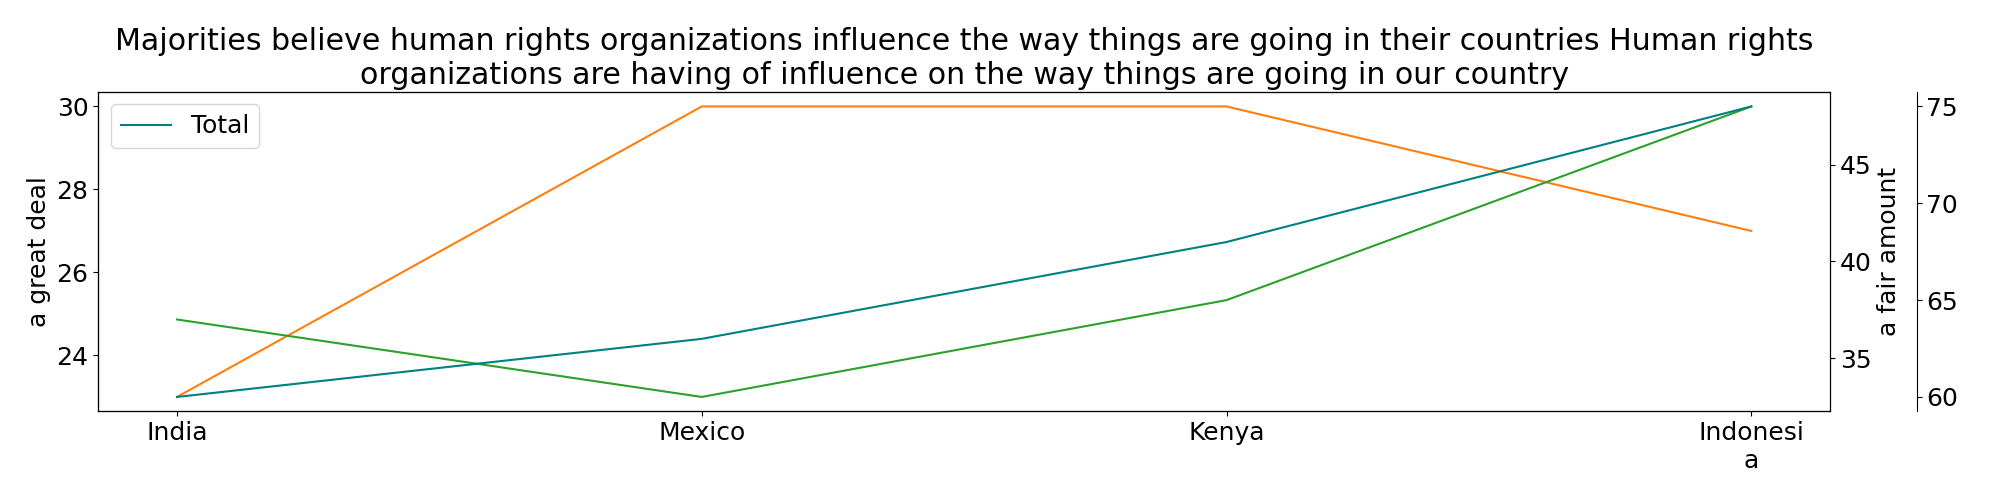 Majorities believe human rights organizations influence the way things are going in their countries Human rights
organizations are having of influence on the way things are going in our country
30
28
26
24
a great deal
Total
45
40
35
a fair amount
75
70
65
60
India
Mexico
Kenya
Indonesi
a